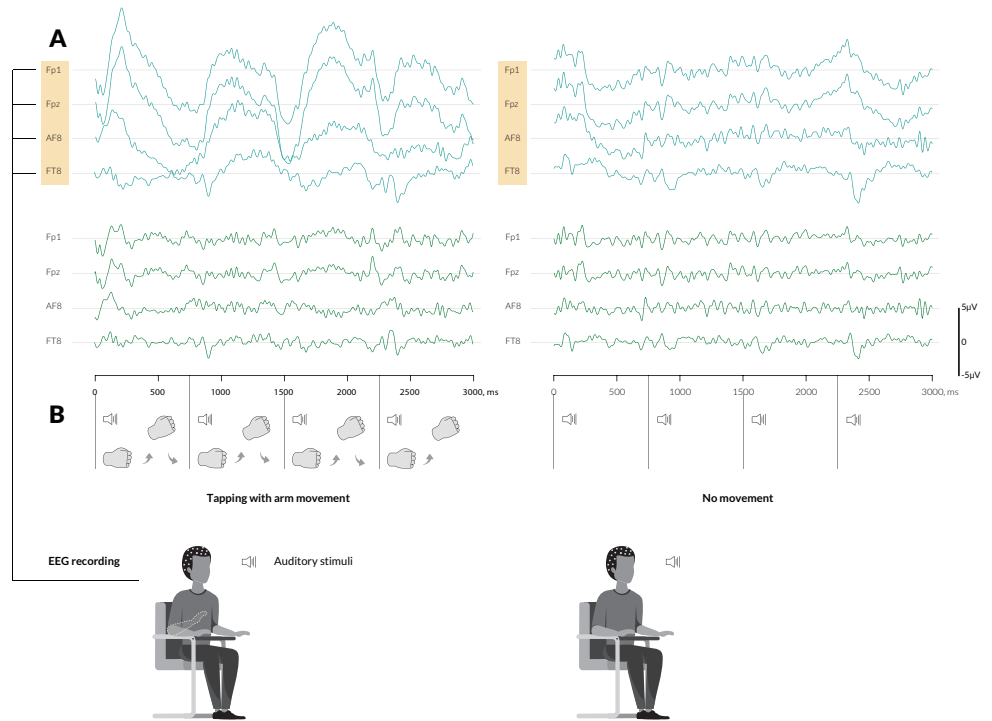 A
Fp1
Fpz
AF8
FT8
Fp1
Fpz
AF8
FT8
Fp1
Fpz
AF8
FT8
Fp1
Fpz
AF8
FT8
5µV
0
-5µV
0 500 1000 1500 2000 2500 3000, ms
0 500 1000 1500 2000 2500 3000, ms
B
Tapping with arm movement
No movement
EEG recording
Auditory stimuli